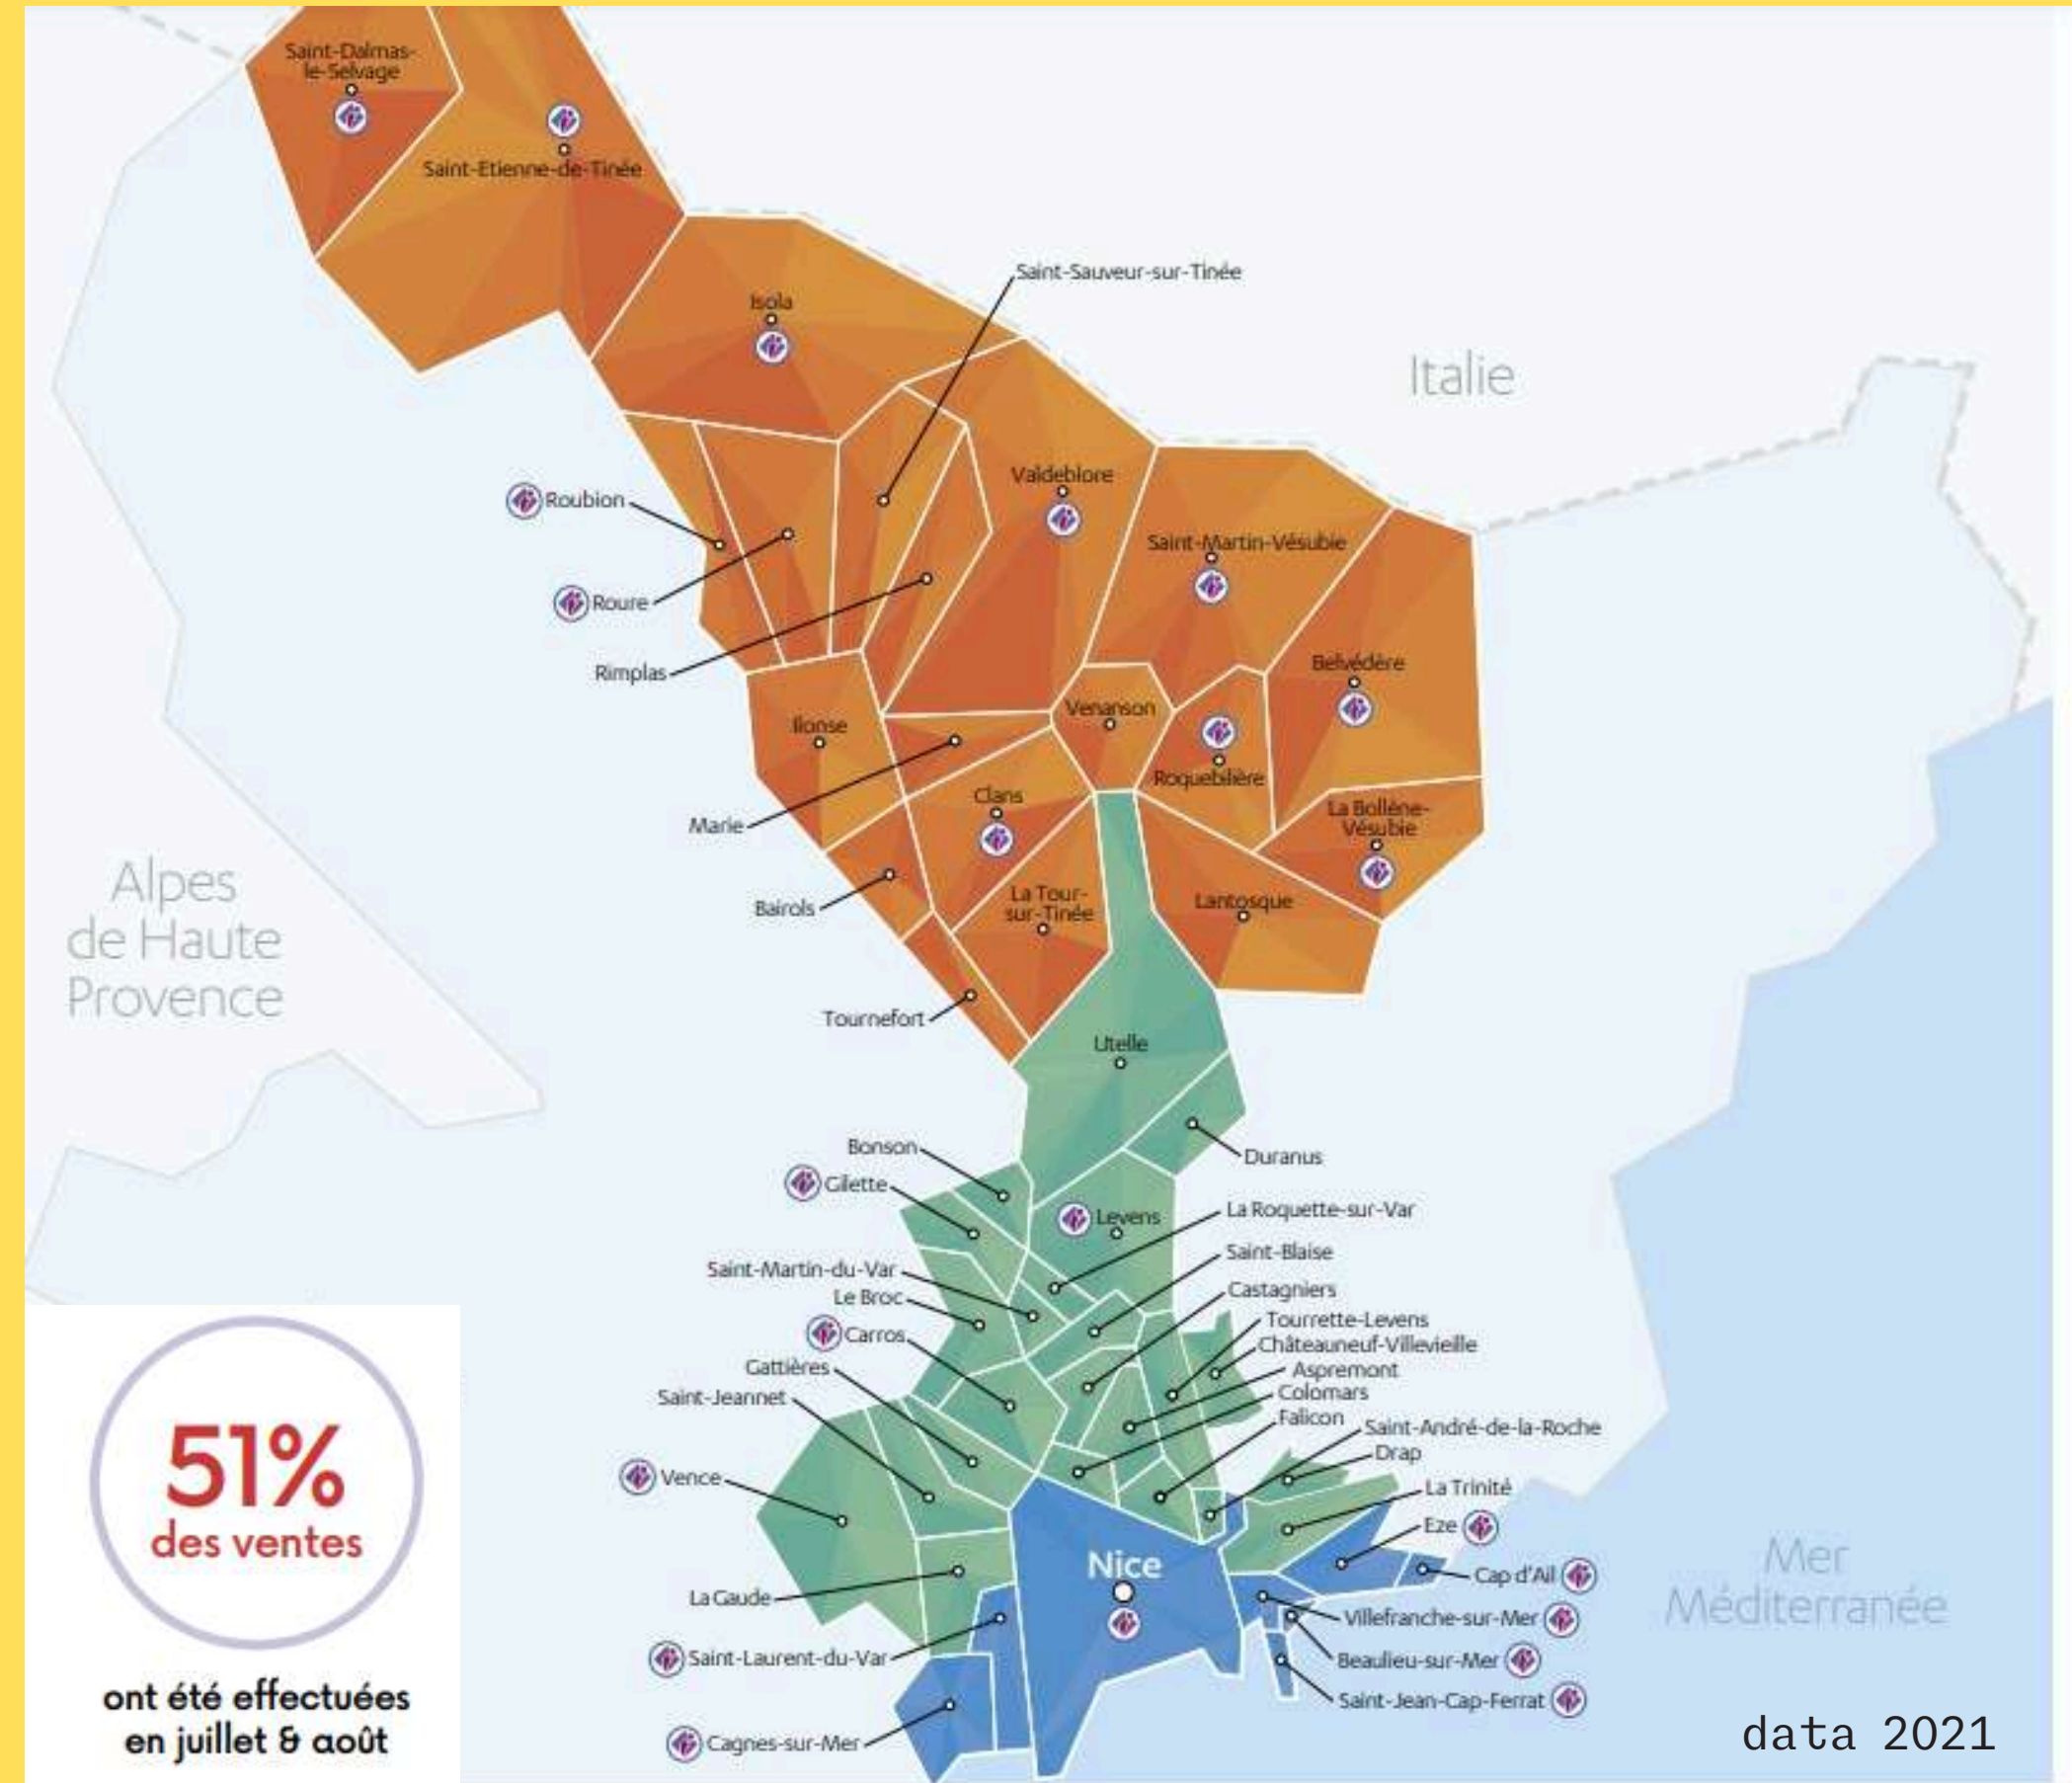 Saint-Dalmas-
le-Selvage
Saint-Etienne-de-Tinée
Saint-Sauveur-sur-Tinée
Isola
Italie
Valdeblore
Roubion
Saint-Martin-Vésubie
Roure
Belvédère
Rimplas
Venanson
Ilonse
Roquebilière
Clans
La Bollène-
Vésubie
Marie
Alpes
de Haute
Provence
La Tour-
sur-Tinée
Lantosque
Bairols
Tournefort
Utelle
Bonson
Duranus
Gilette
Levens
La Roquette-sur-Var
Saint-Blaise
Saint-Martin-du-Var
Castagniers
Le Broc
Tourrette-Levens
Carros
Châteauneuf-Villevieille
Gattières
Aspremont
Saint-Jeannet
Colomars
Falicon
Saint-André-de-la-Roche
Drap
Vence
La Trinité
Eze
Nice
Cap d'Ail
Mer
Méditerranée
La Gaude
Villefranche-sur-Mer
Saint-Laurent-du-Var
Beaulieu-sur-Mer
Saint-Jean-Cap-Ferrat
Cagnes-sur-Mer
51%
des ventes
ont été effectuées
en juillet & août
data 2021